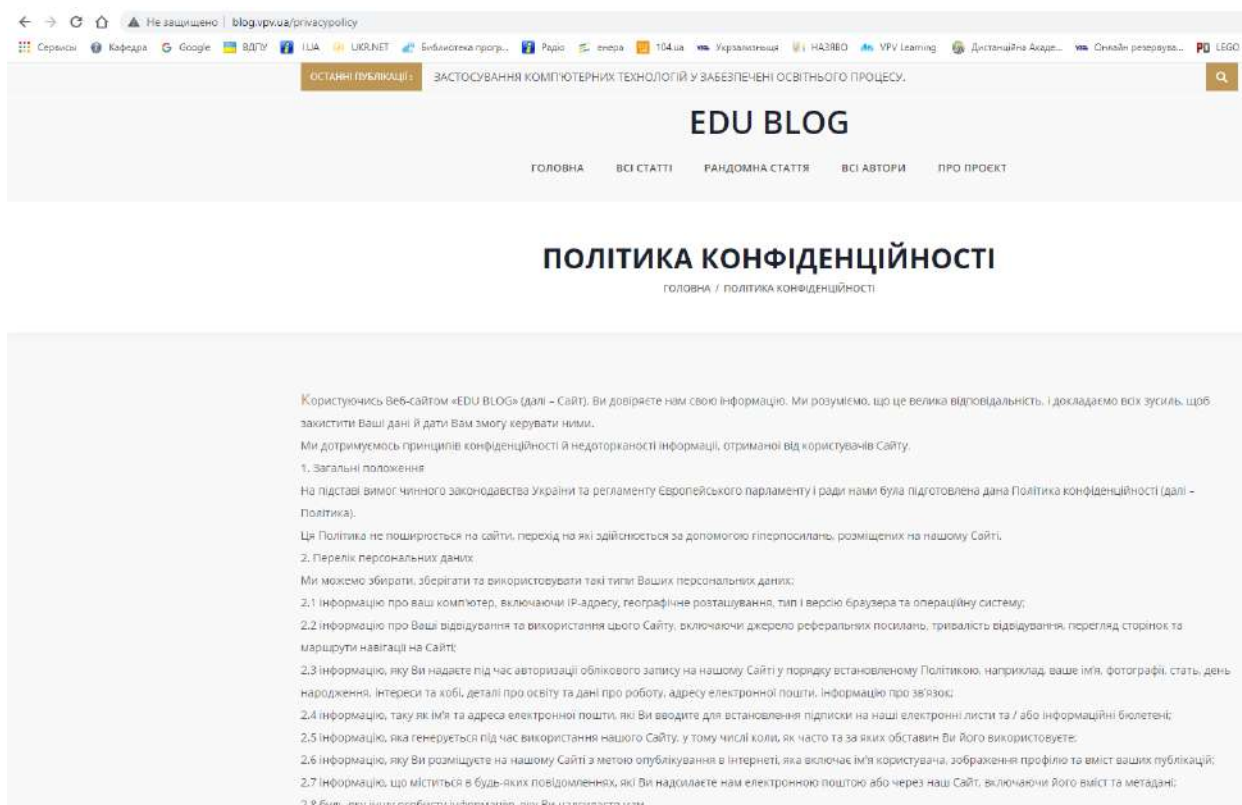 Не защищено blog.vpv.ua/privacypolicy
Сервисы Кафедра Google ВДПУ I.UA UKR.NET Библиотека прогр... Радіо енера 104.ua Укрзализныця НАЗЯВО VPV Learning Дистанційна Акаде... Онлайн резервува... LEGO
ОСТАННІ ПУБЛІКАЦІЇ : ЗАСТОСУВАННЯ КОМП'ЮТЕРНИХ ТЕХНОЛОГІЙ У ЗАБЕЗПЕЧЕНІ ОСВІТНЬОГО ПРОЦЕСУ.
EDU BLOG
ГОЛОВНА ВСІ СТАТТІ РАНДОМНА СТАТТЯ ВСІ АВТОРИ ПРО ПРОЄКТ
ПОЛІТИКА КОНФІДЕНЦІЙНОСТІ
ГОЛОВНА / ПОЛІТИКА КОНФІДЕНЦІЙНОСТІ
Користуючись Веб-сайтом «EDU BLOG» (далі – Сайт), Ви довіряєте нам свою інформацію. Ми розуміємо, що це велика відповідальність, і докладаємо всіх зусиль, щоб
захистити Ваші дані й дати Вам змогу керувати ними.
Ми дотримуємось принципів конфіденційності й недоторканості інформації, отриманої від користувачів Сайту.
1. Загальні положення
На підставі вимог чинного законодавства України та регламенту Європейського парламенту і ради нами була підготовлена дана Політика конфіденційності (далі –
Політика).
Ця Політика не поширюється на сайти, перехід на які здійснюється за допомогою гіперпосилань, розміщених на нашому Сайті.
2. Перелік персональних даних
Ми можемо збирати, зберігати та використовувати такі типи Ваших персональних даних:
2.1 інформацію про ваш комп'ютер, включаючи IP-адресу, географічне розташування, тип і версію браузера та операційну систему;
2.2 інформацію про Ваші відвідування та використання цього Сайту, включаючи джерело реферальних посилань, тривалість відвідування, перегляд сторінок та
маршрути навігації на Сайті;
2.3 інформацію, яку Ви надаєте під час авторизації облікового запису на нашому Сайті у порядку встановленому Політикою, наприклад, ваше ім'я, фотографії, стать, день
народження, інтереси та хобі, деталі про освіту та дані про роботу, адресу електронної пошти, інформацію про зв'язок;
2.4 інформацію, таку як ім'я та адреса електронної пошти, які Ви вводите для встановлення підписки на наші електронні листи та / або інформаційні бюлетені;
2.5 інформацію, яка генерується під час використання нашого Сайту, у тому числі коли, як часто та за яких обставин Ви його використовуєте;
2.6 інформацію, яку Ви розміщуєте на нашому Сайті з метою опублікування в інтернеті, яка включає ім'я користувача, зображення профілю та вміст ваших публікацій;
2.7 інформацію, що міститься в будь-яких повідомленнях, які Ви надсилаєте нам електронною поштою або через наш Сайт, включаючи його вміст та метадані;
2.8 будь-яку іншу особисту інформацію, яку Ви надсилаєте нам.